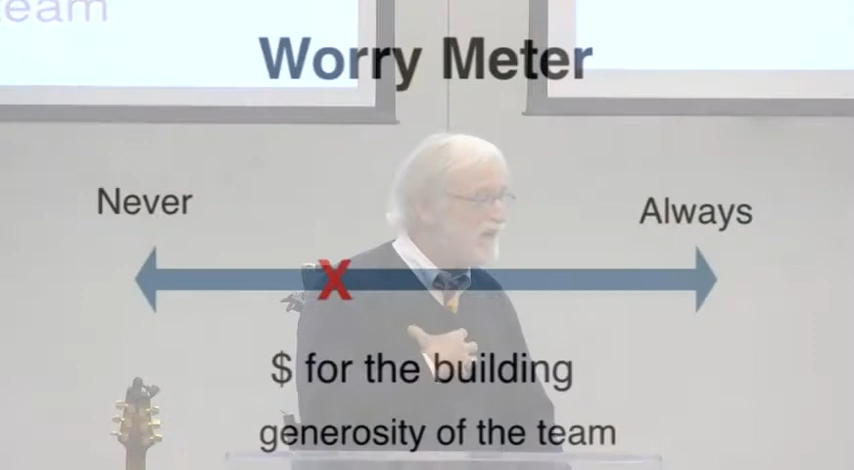 team
Worry Meter
Never
Always
X
$ for the building
generosity of the team